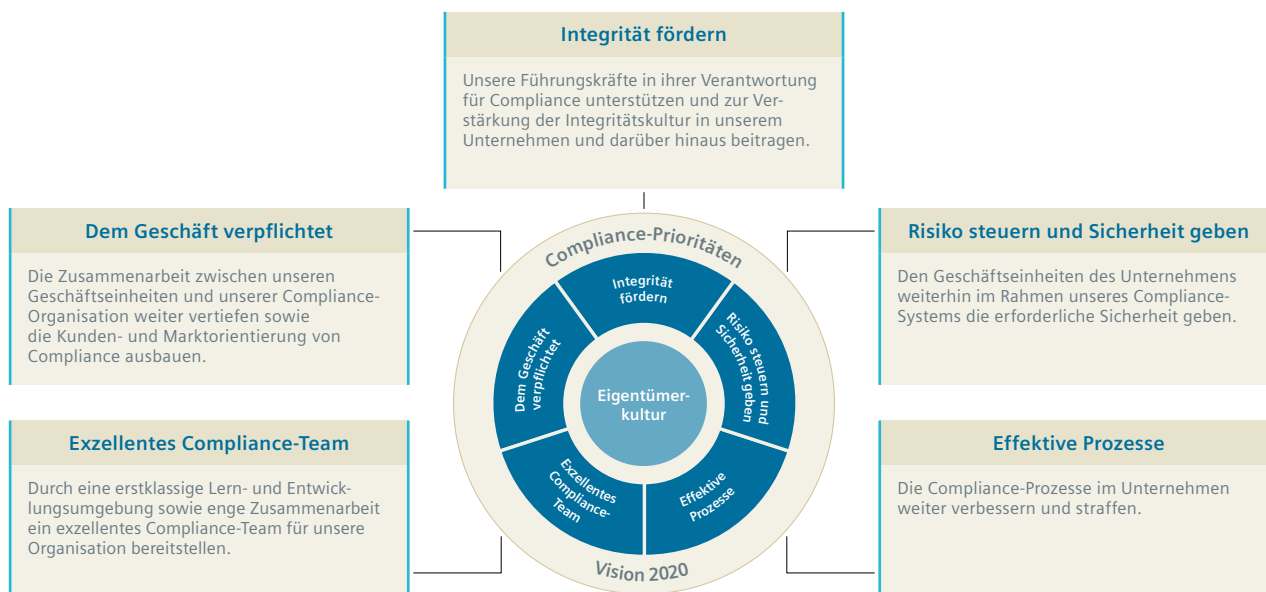 Integrität fördern
Unsere Führungskräfte in ihrer Verantwortung
für Compliance unterstützen und zur Ver-
stärkung der Integritätskultur in unserem
Unternehmen und darüber hinaus beitragen.
Dem Geschäft verpflichtet
Die Zusammenarbeit zwischen unseren
Geschäftseinheiten und unserer Compliance-
Organisation weiter vertiefen sowie
die Kunden- und Marktorientierung von
Compliance ausbauen.
Risiko steuern und Sicherheit geben
Den Geschäftseinheiten des Unternehmens
weiterhin im Rahmen unseres Compliance-
Systems die erforderliche Sicherheit geben.
Exzellentes Compliance-Team
Durch eine erstklassige Lern- und Entwick-
lungsumgebung sowie enge Zusammenarbeit
ein exzellentes Compliance-Team für unsere
Organisation bereitstellen.
Effektive Prozesse
Die Compliance-Prozesse im Unternehmen
weiter verbessern und straffen.
Compliance-Prioritäten
Integrität
fördern
Risiko steuern und
Sicherheit geben
Effektive
Prozesse
Exzellentes
Compliance-
Team
Dem Geschäft
verpflichtet
Eigentümer-
kultur
Vision 2020